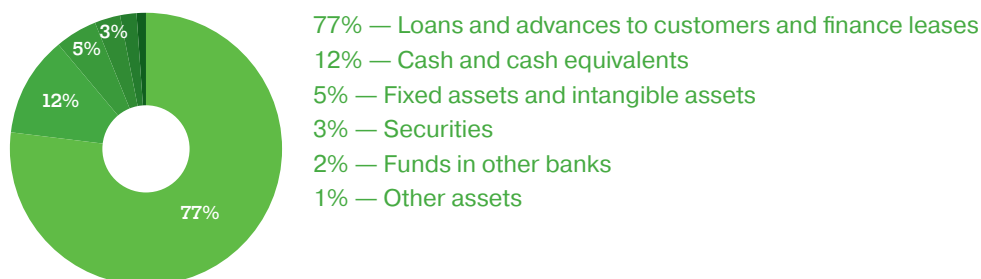 3%
5%
12%
77%
77% — Loans and advances to customers and finance leases
12% — Cash and cash equivalents
5% — Fixed assets and intangible assets
3% — Securities
2% — Funds in other banks
1% — Other assets